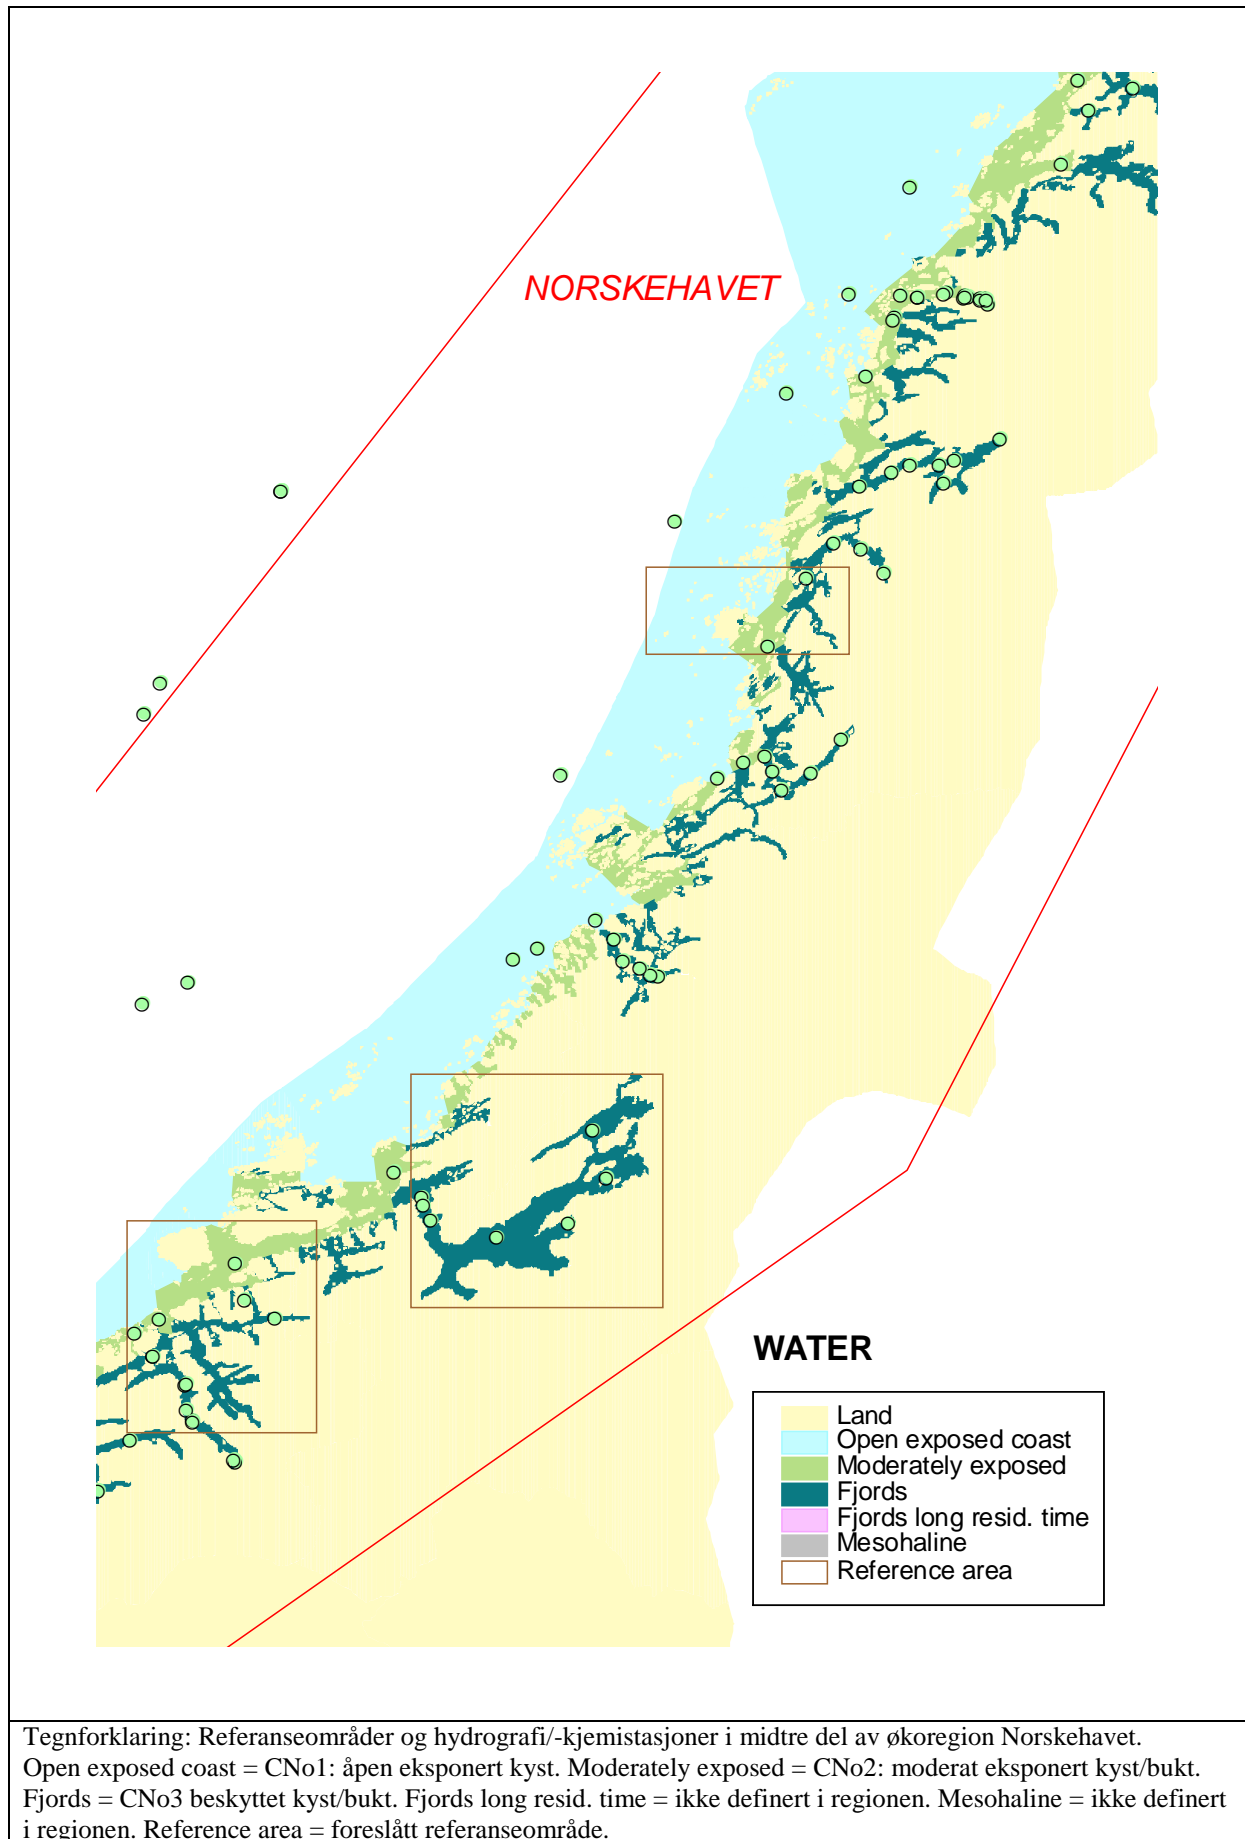 NORSKEHAVET
WATER
Land
Open exposed coast
Moderately exposed
Fjords
Fjords long resid. time
Mesohaline
Reference area
Tegnforklaring: Referanseområder og hydrografi/-kjemistasjoner i midtre del av økoregion Norskehavet.
Open exposed coast = CNo1: åpen eksponert kyst. Moderately exposed = CNo2: moderat eksponert kyst/bukt.
Fjords = CNo3 beskyttet kyst/bukt. Fjords long resid. time = ikke definert i regionen. Mesohaline = ikke definert
i regionen. Reference area = foreslått referanseområde.